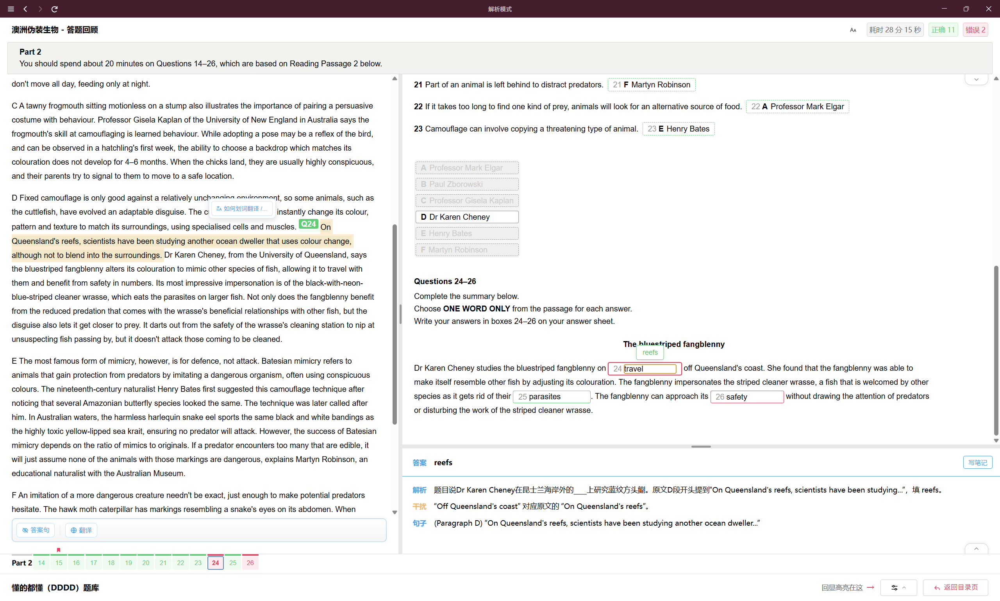 解析模式
澳洲伪装生物 - 答题回顾
耗时 28 分 15 秒
正确 11
错误 2
Part 2
You should spend about 20 minutes on Questions 14–26, which are based on Reading Passage 2 below.
don't move all day, feeding only at night.
C A tawny frogmouth sitting motionless on a stump also illustrates the importance of pairing a persuasive
costume with behaviour. Professor Gisela Kaplan of the University of New England in Australia says the
frogmouth's skill at camouflaging is learned behaviour. While adopting a pose may be a reflex of the bird,
and can be observed in a hatchling's first week, the ability to choose a backdrop which matches its
colouration does not develop for 4–6 months. When the chicks land, they are usually highly conspicuous,
and their parents try to signal to them to move to a safe location.
D Fixed camouflage is only good against a relatively unchanging environment, so some animals, such as
the cuttlefish, have evolved an adaptable disguise. The c
如何划词翻译 /...
instantly change its colour,
pattern and texture to match its surroundings, using specialised cells and muscles. Q24 On
Queensland's reefs, scientists have been studying another ocean dweller that uses colour change,
although not to blend into the surroundings. Dr Karen Cheney, from the University of Queensland, says
the bluestriped fangblenny alters its colouration to mimic other species of fish, allowing it to travel with
them and benefit from safety in numbers. Its most impressive impersonation is of the black-with-neon-
blue-striped cleaner wrasse, which eats the parasites on larger fish. Not only does the fangblenny benefit
from the reduced predation that comes with the wrasse's beneficial relationships with other fish, but the
disguise also lets it get closer to prey. It darts out from the safety of the wrasse's cleaning station to nip at
unsuspecting fish passing by, but it doesn't attack those coming to be cleaned.
E The most famous form of mimicry, however, is for defence, not attack. Batesian mimicry refers to
animals that gain protection from predators by imitating a dangerous organism, often using conspicuous
colours. The nineteenth-century naturalist Henry Bates first suggested this camouflage technique after
noticing that several Amazonian butterfly species looked the same. The technique was later called after
him. In Australian waters, the harmless harlequin snake eel sports the same black and white bandings as
the highly toxic yellow-lipped sea krait, ensuring no predator will attack. However, the success of Batesian
mimicry depends on the ratio of mimics to originals. If a predator encounters too many that are edible, it
will just assume none of the animals with those markings are dangerous, explains Martyn Robinson, an
educational naturalist with the Australian Museum.
F An imitation of a more dangerous creature needn't be exact, just enough to make potential predators
hesitate. The hawk moth caterpillar has markings resembling a snake's eyes on its abdomen. When
答案句
翻译
21 Part of an animal is left behind to distract predators. 21 F Martyn Robinson
22 If it takes too long to find one kind of prey, animals will look for an alternative source of food. 22 A Professor Mark Elgar
23 Camouflage can involve copying a threatening type of animal. 23 E Henry Bates
A Professor Mark Elgar
B Paul Zborowski
C Professor Gisela Kaplan
D Dr Karen Cheney
E Henry Bates
F Martyn Robinson
Questions 24–26
Complete the summary below.
Choose ONE WORD ONLY from the passage for each answer.
Write your answers in boxes 24–26 on your answer sheet.
The bluestriped fangblenny
reefs
Dr Karen Cheney studies the bluestriped fangblenny on 24 travel off Queensland's coast. She found that the fangblenny was able to
make itself resemble other fish by adjusting its colouration. The fangblenny impersonates the striped cleaner wrasse, a fish that is welcomed by other
species as it gets rid of their 25 parasites . The fangblenny can approach its 26 safety without drawing the attention of predators
or disturbing the work of the striped cleaner wrasse.
答案 reefs
写笔记
解析 题目说Dr Karen Cheney在昆士兰海岸外的___上研究蓝纹方头鳚。原文D段开头提到“On Queensland's reefs, scientists have been studying...”，填 reefs。
干扰 “Off Queensland's coast” 对应原文的 “On Queensland's reefs”。
句子 (Paragraph D) “On Queensland's reefs, scientists have been studying another ocean dweller...”
Part 2 14 15 16 17 18 19 20 21 22 23 24 25 26
懂的都懂（DDDD）题库
回显高亮在这 →
返回目录页